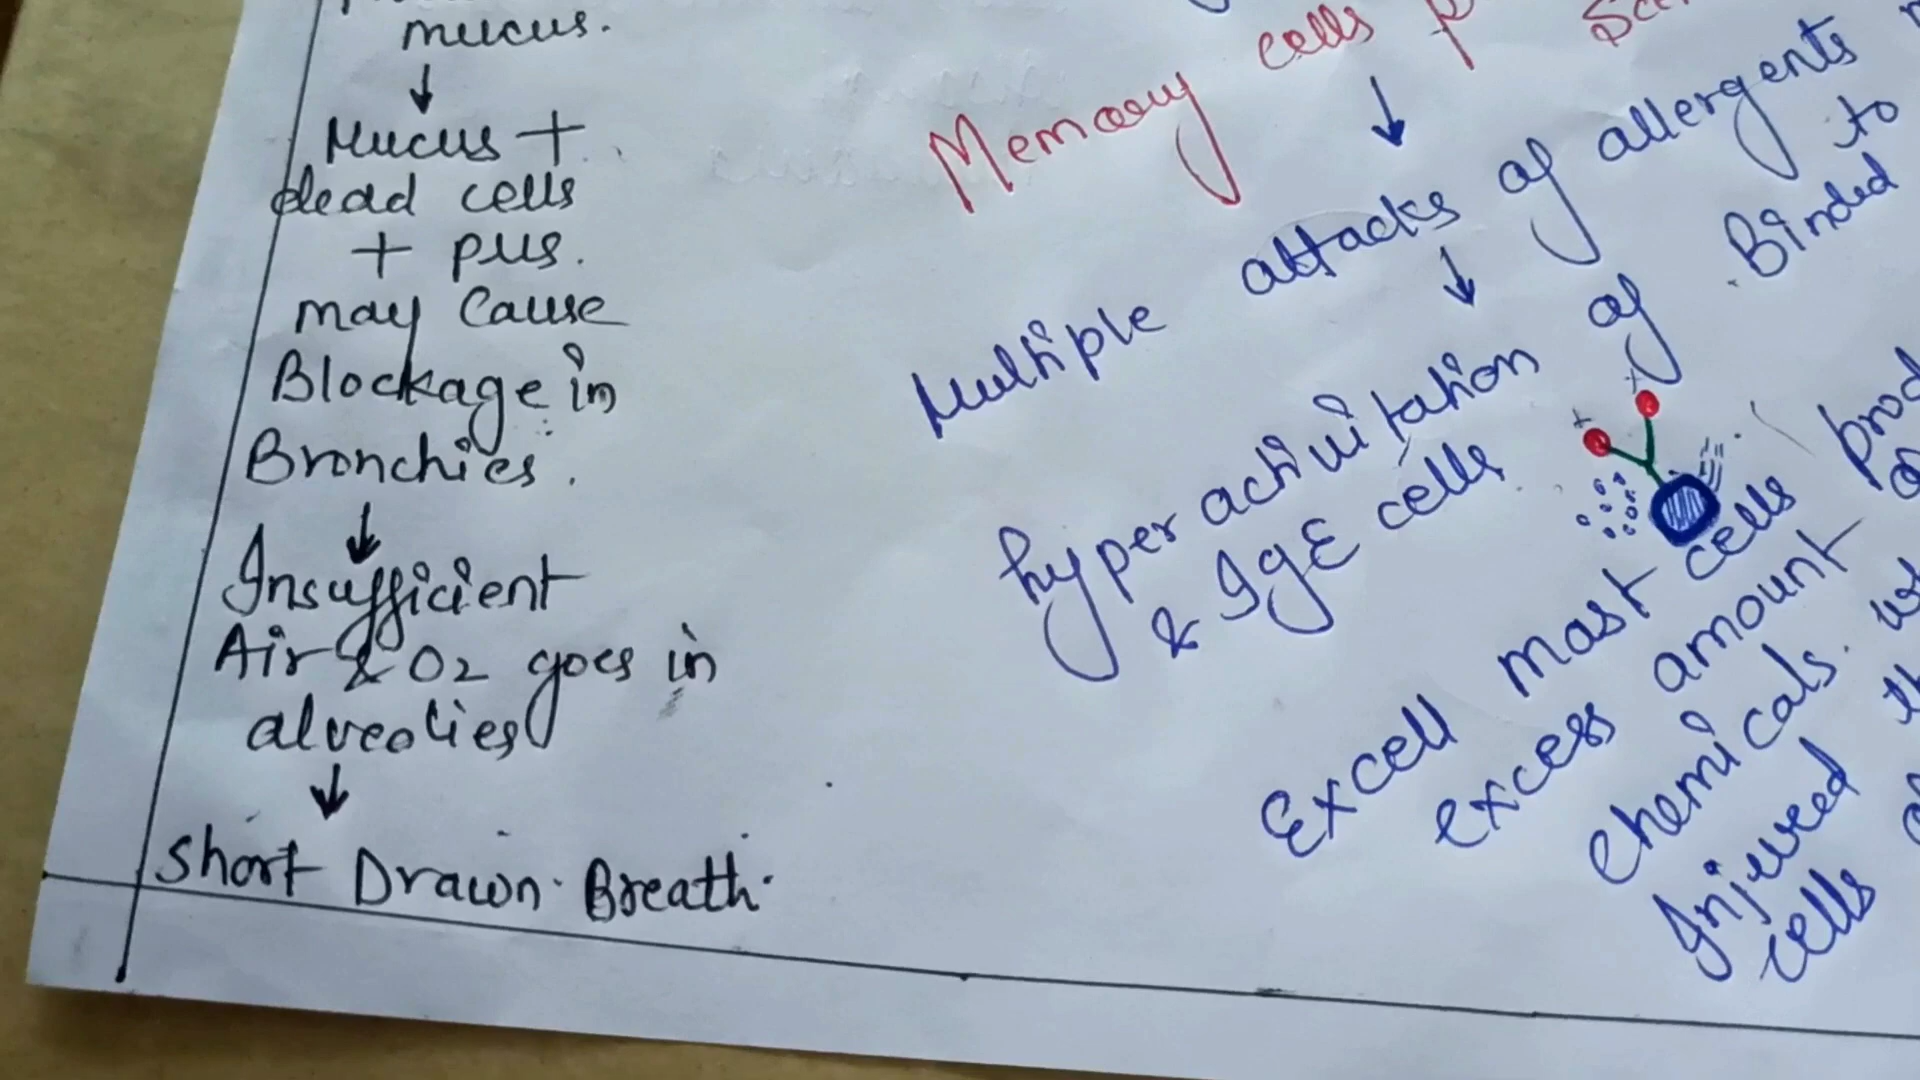 mucus.
Mucus +
dead cells
+ pus.
may Cause
Blockage in
Bronchies.
Insufficient
Air & O2 goes in
alveolies
Short Drawn Breath.
Memory cells
Multiple attacks of allergents
hyper activitation of
& IgE cells
Binded to
Excell mast cells
excess amount
chemicals.
Injured
cells